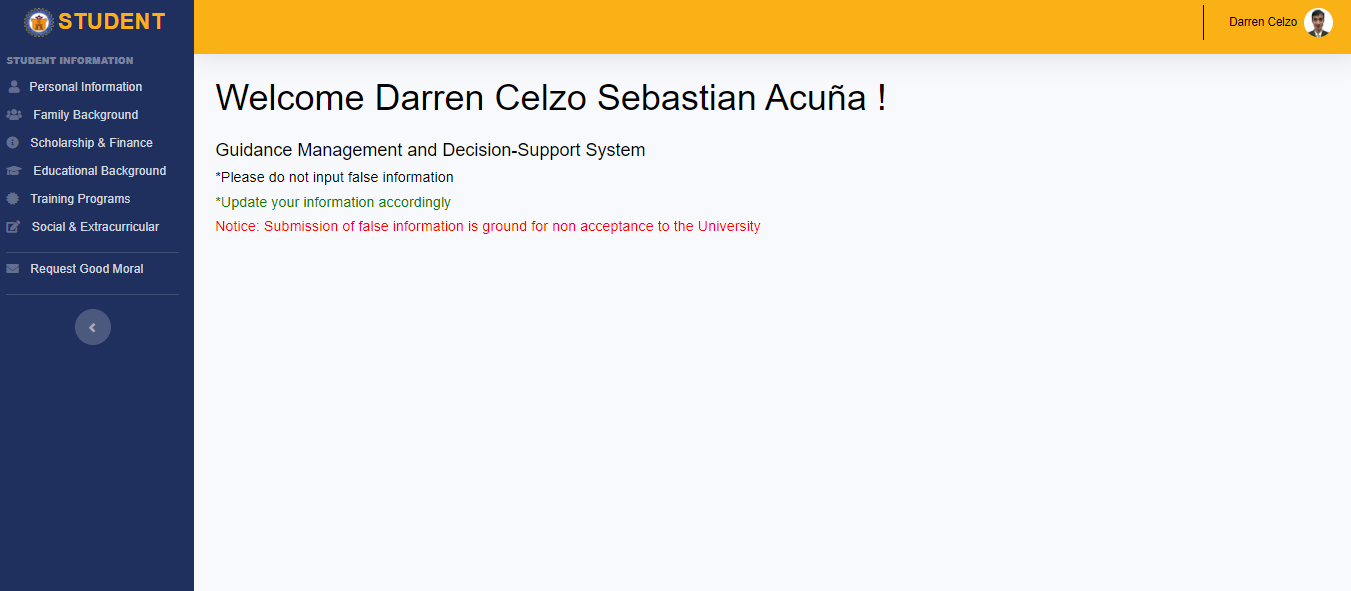 STUDENT
Darren Celzo
STUDENT INFORMATION
Personal Information
Family Background
Scholarship & Finance
Educational Background
Training Programs
Social & Extracurricular
Request Good Moral
Welcome Darren Celzo Sebastian Acuña !
Guidance Management and Decision-Support System
*Please do not input false information
*Update your information accordingly
Notice: Submission of false information is ground for non acceptance to the University